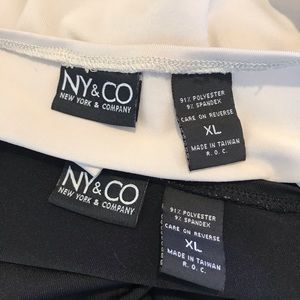 NY&CO
NEW YORK & COMPANY
91% POLYESTER
9% SPANDEX
CARE ON REVERSE
XL
MADE IN TAIWAN
R.O.C.
NY&CO
NEW YORK & COMPANY
91% POLYESTER
9% SPANDEX
CARE ON REVERSE
XL
MADE IN TAIWAN
R.O.C.